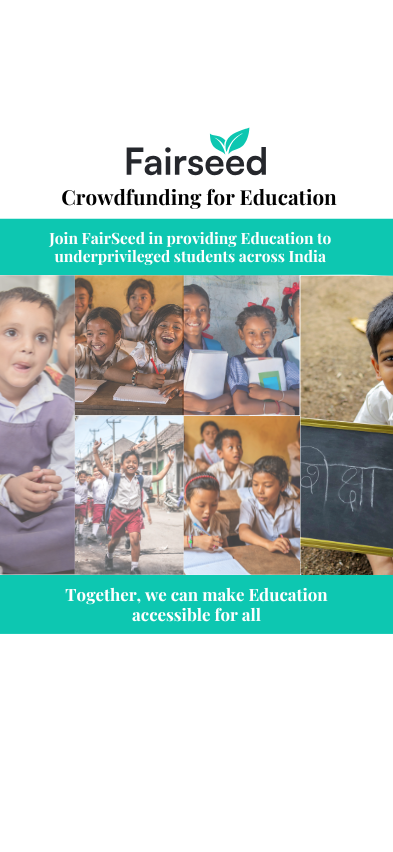 Fairseed
Crowdfunding for Education
Join FairSeed in providing Education to
underprivileged students across India
शिक्षा
Together, we can make Education
accessible for all